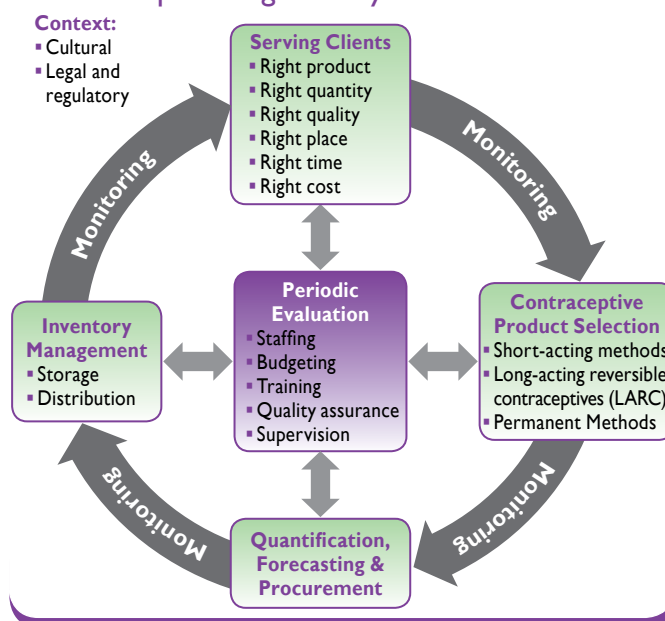 Context:
▪ Cultural
▪ Legal and
regulatory
Serving Clients
▪ Right product
▪ Right quantity
▪ Right quality
▪ Right place
▪ Right time
▪ Right cost
Monitoring
Monitoring
Periodic
Evaluation
▪ Staffing
▪ Budgeting
▪ Training
▪ Quality assurance
▪ Supervision
Inventory
Management
▪ Storage
▪ Distribution
Contraceptive
Product Selection
▪ Short-acting methods
▪ Long-acting reversible
contraceptives (LARC)
▪ Permanent Methods
Monitoring
Monitoring
Quantification,
Forecasting &
Procurement